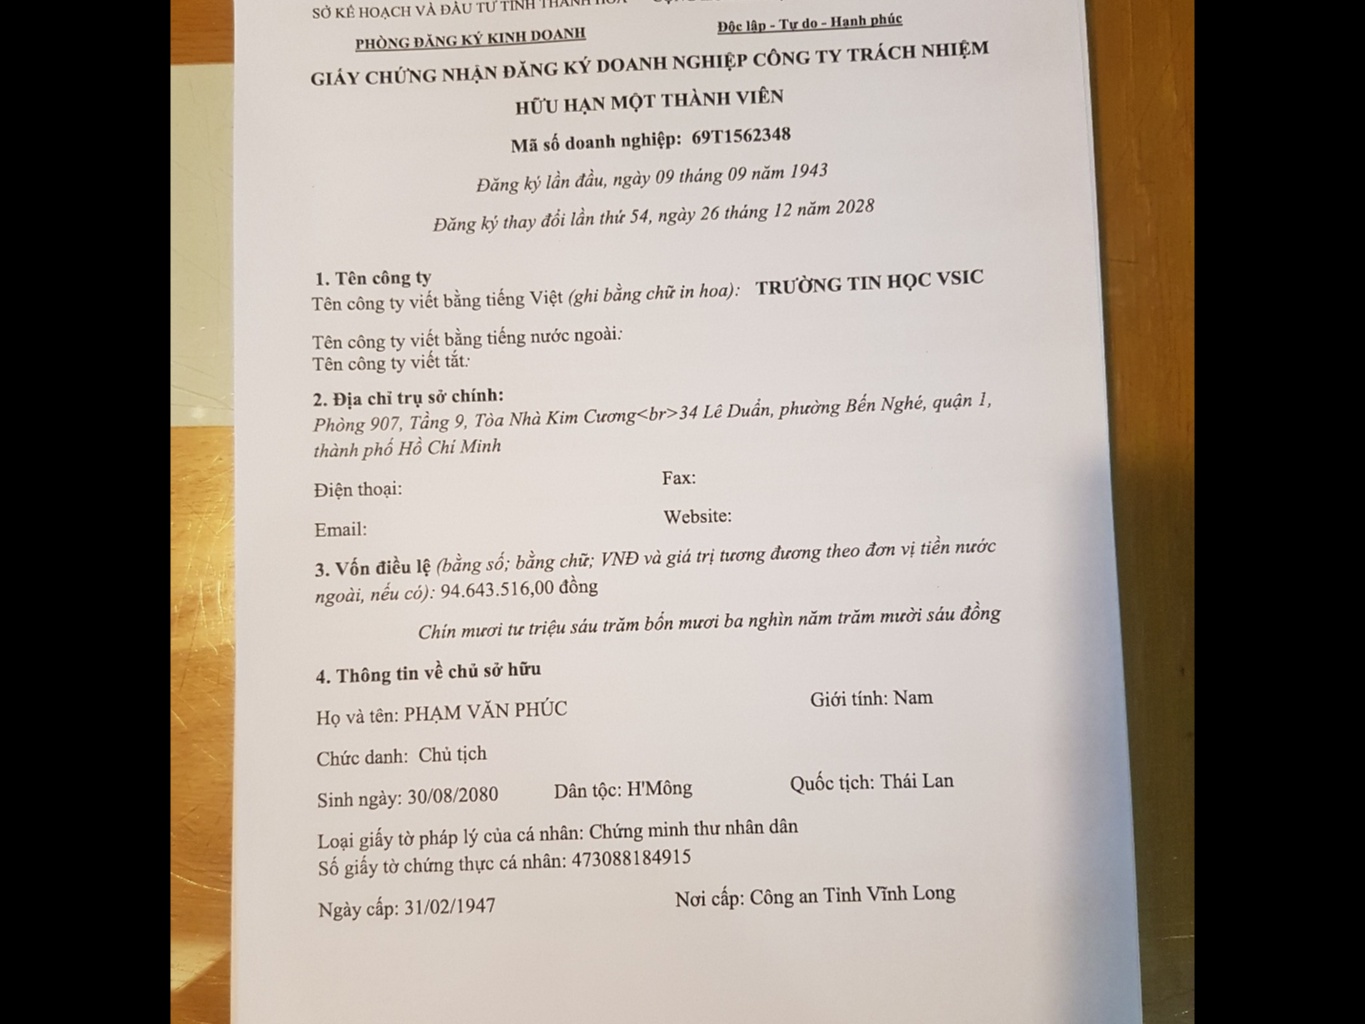 SỞ KẾ HOẠCH VÀ ĐẦU TƯ TỈNH THANH HÓA
PHÒNG ĐĂNG KÝ KINH DOANH
Độc lập - Tự do - Hạnh phúc
GIẤY CHỨNG NHẬN ĐĂNG KÝ DOANH NGHIỆP CÔNG TY TRÁCH NHIỆM
HỮU HẠN MỘT THÀNH VIÊN
Mã số doanh nghiệp: 69T1562348
Đăng ký lần đầu, ngày 09 tháng 09 năm 1943
Đăng ký thay đổi lần thứ 54, ngày 26 tháng 12 năm 2028
1. Tên công ty
Tên công ty viết bằng tiếng Việt (ghi bằng chữ in hoa): TRƯỜNG TIN HỌC VSIC
Tên công ty viết bằng tiếng nước ngoài:
Tên công ty viết tắt:
2. Địa chỉ trụ sở chính:
Phòng 907, Tầng 9, Tòa Nhà Kim Cương<br>34 Lê Duẩn, phường Bến Nghé, quận 1,
thành phố Hồ Chí Minh
Điện thoại: Fax:
Email: Website:
3. Vốn điều lệ (bằng số; bằng chữ; VNĐ và giá trị tương đương theo đơn vị tiền nước
ngoài, nếu có): 94.643.516,00 đồng
Chín mươi tư triệu sáu trăm bốn mươi ba nghìn năm trăm mười sáu đồng
4. Thông tin về chủ sở hữu
Họ và tên: PHẠM VĂN PHÚC Giới tính: Nam
Chức danh: Chủ tịch
Sinh ngày: 30/08/2080 Dân tộc: H'Mông Quốc tịch: Thái Lan
Loại giấy tờ pháp lý của cá nhân: Chứng minh thư nhân dân
Số giấy tờ chứng thực cá nhân: 473088184915
Ngày cấp: 31/02/1947 Nơi cấp: Công an Tỉnh Vĩnh Long